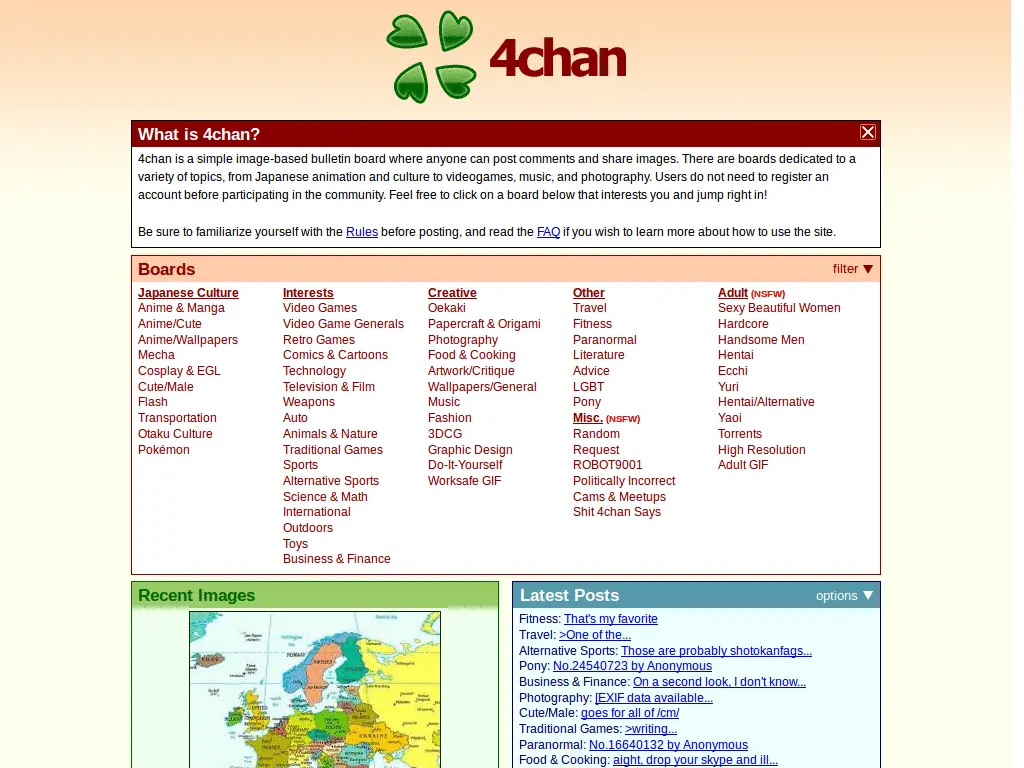 4chan
What is 4chan?
4chan is a simple image-based bulletin board where anyone can post comments and share images. There are boards dedicated to a
variety of topics, from Japanese animation and culture to videogames, music, and photography. Users do not need to register an
account before participating in the community. Feel free to click on a board below that interests you and jump right in!
Be sure to familiarize yourself with the Rules before posting, and read the FAQ if you wish to learn more about how to use the site.
Boards
filter ▼
Japanese Culture
Anime & Manga
Anime/Cute
Anime/Wallpapers
Mecha
Cosplay & EGL
Cute/Male
Flash
Transportation
Otaku Culture
Pokémon
Interests
Video Games
Video Game Generals
Retro Games
Comics & Cartoons
Technology
Television & Film
Weapons
Auto
Animals & Nature
Traditional Games
Sports
Alternative Sports
Science & Math
International
Outdoors
Toys
Business & Finance
Creative
Oekaki
Papercraft & Origami
Photography
Food & Cooking
Artwork/Critique
Wallpapers/General
Music
Fashion
3DCG
Graphic Design
Do-It-Yourself
Worksafe GIF
Other
Travel
Fitness
Paranormal
Literature
Advice
LGBT
Pony
Misc. (NSFW)
Random
Request
ROBOT9001
Politically Incorrect
Cams & Meetups
Shit 4chan Says
Adult (NSFW)
Sexy Beautiful Women
Hardcore
Handsome Men
Hentai
Ecchi
Yuri
Hentai/Alternative
Yaoi
Torrents
High Resolution
Adult GIF
Recent Images
Latest Posts
options ▼
Fitness: That's my favorite
Travel: >One of the...
Alternative Sports: Those are probably shotokanfags...
Pony: No.24540723 by Anonymous
Business & Finance: On a second look, I don't know...
Photography: [EXIF data available...
Cute/Male: goes for all of /cm/
Traditional Games: >writing...
Paranormal: No.16640132 by Anonymous
Food & Cooking: aight, drop your skype and ill...